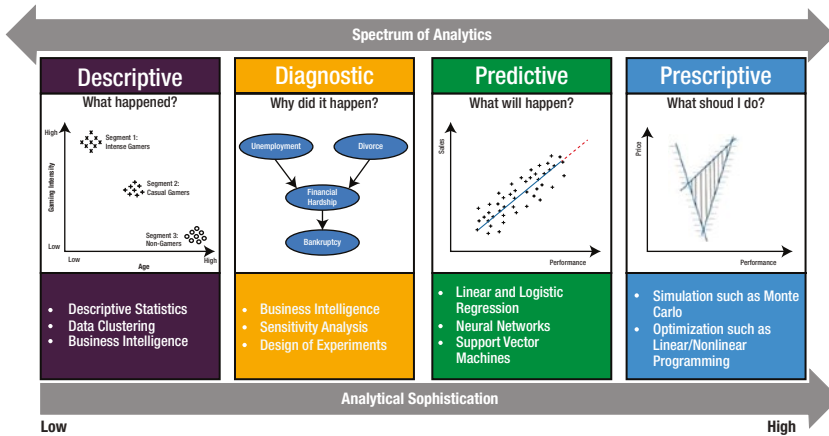 Spectrum of Analytics
Descriptive
What happened?
High
Gaming Intensity
Low
Segment 1:
Intense Gamers
Segment 2:
Casual Gamers
Segment 3:
Non-Gamers
Low
High
Age
• Descriptive Statistics
• Data Clustering
• Business Intelligence
Diagnostic
Why did it happen?
Unemployment
Divorce
Financial
Hardship
Bankruptcy
• Business Intelligence
• Sensitivity Analysis
• Design of Experiments
Predictive
What will happen?
Sales
Performance
• Linear and Logistic
Regression
• Neural Networks
• Support Vector
Machines
Prescriptive
What shoud I do?
Price
Performance
• Simulation such as Monte
Carlo
• Optimization such as
Linear/Nonlinear
Programming
Analytical Sophistication
Low
High